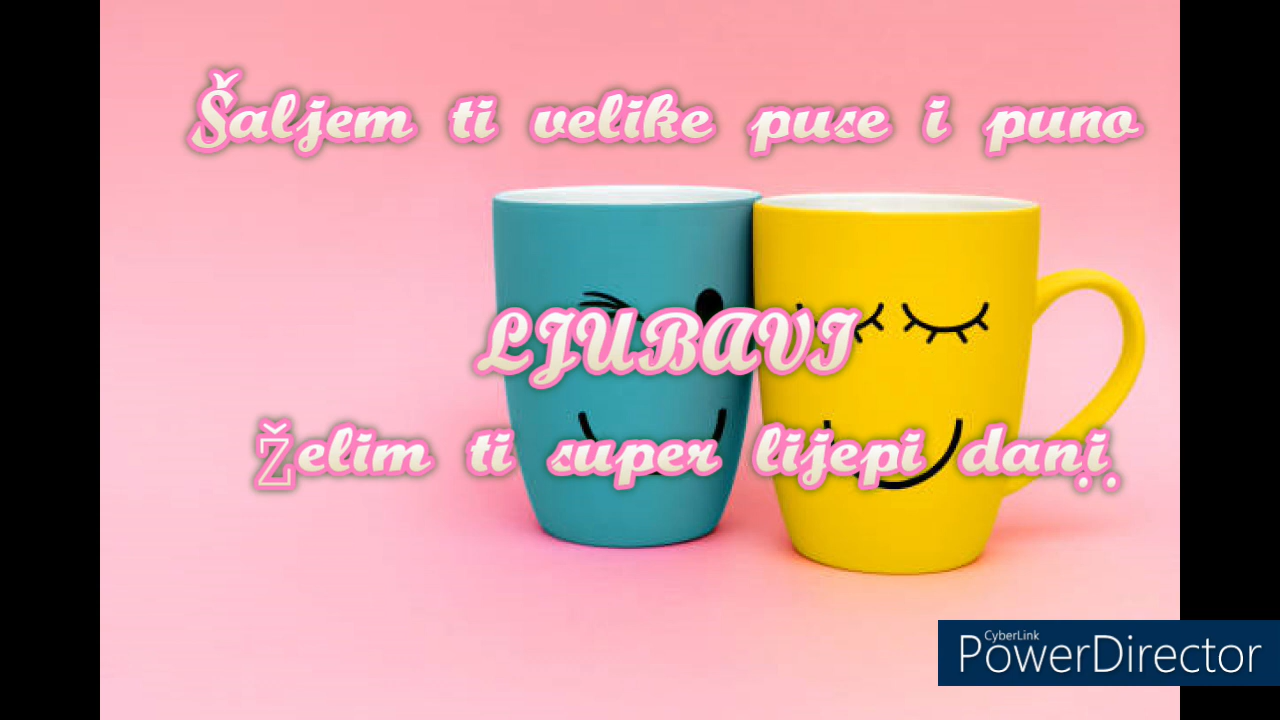 Šaljem ti velike puse i puno
LJUBAVI
Želim ti super lijepi dani..
CyberLink
PowerDirector